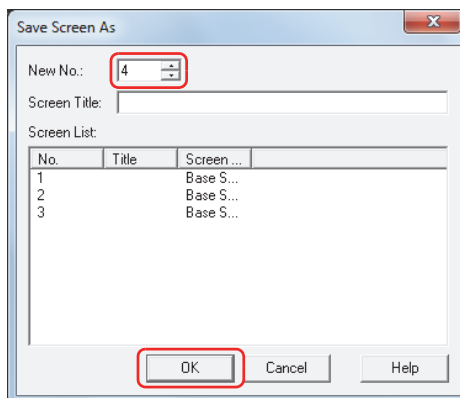 Save Screen As
New No.: 4
Screen Title:
Screen List:
No. Title Screen ...
1 Base S...
2 Base S...
3 Base S...
OK Cancel Help